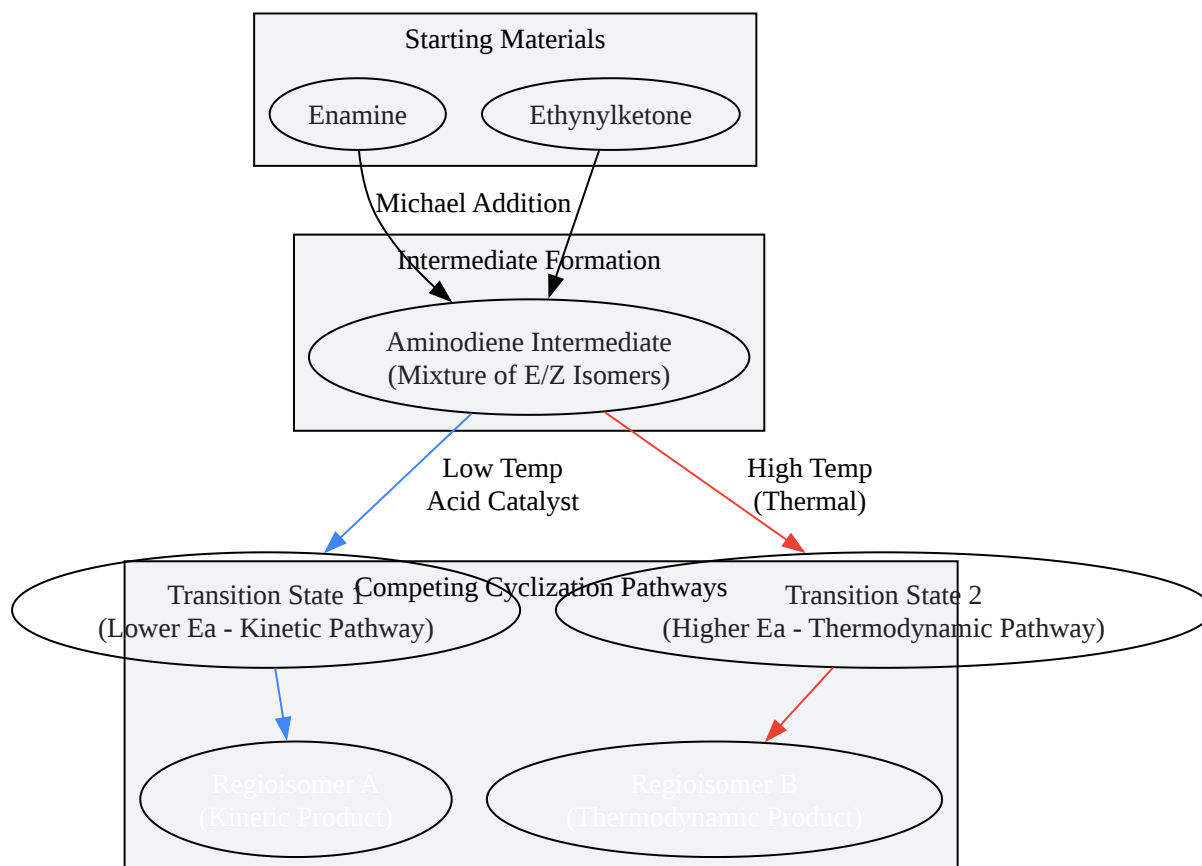 Starting Materials
Enamine
Ethynylketone
Michael Addition
Intermediate Formation
Aminodiene Intermediate
(Mixture of E/Z Isomers)
Low Temp
Acid Catalyst
High Temp
(Thermal)
Competing Cyclization Pathways
Transition State 1
(Lower Ea - Kinetic Pathway)
Transition State 2
(Higher Ea - Thermodynamic Pathway)
Regioisomer A
(Kinetic Product)
Regioisomer B
(Thermodynamic Product)